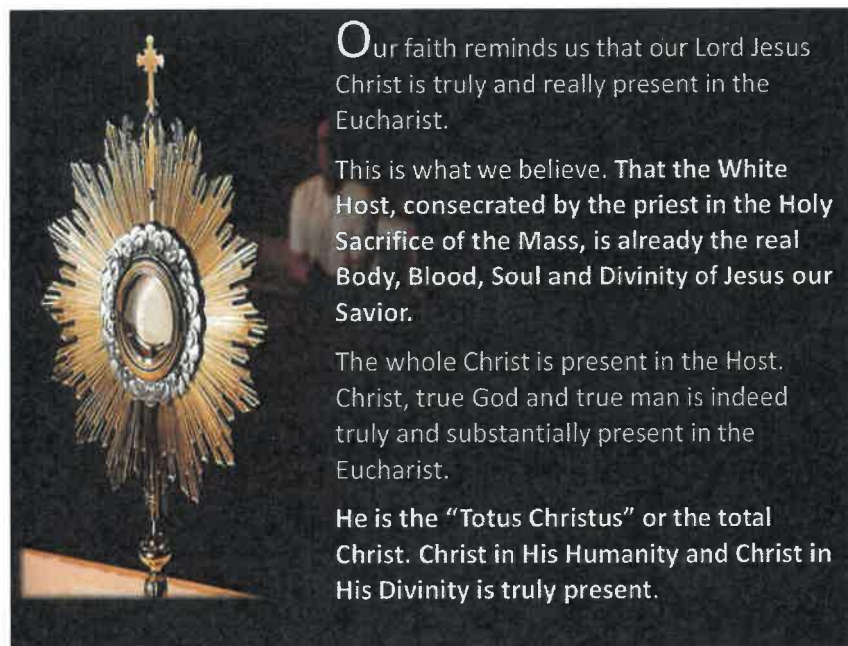 Our faith reminds us that our Lord Jesus
Christ is truly and really present in the
Eucharist.
This is what we believe. That the White
Host, consecrated by the priest in the Holy
Sacrifice of the Mass, is already the real
Body, Blood, Soul and Divinity of Jesus our
Savior.
The whole Christ is present in the Host.
Christ, true God and true man is indeed
truly and substantially present in the
Eucharist.
He is the “Totus Christus” or the total
Christ. Christ in His Humanity and Christ in
His Divinity is truly present.